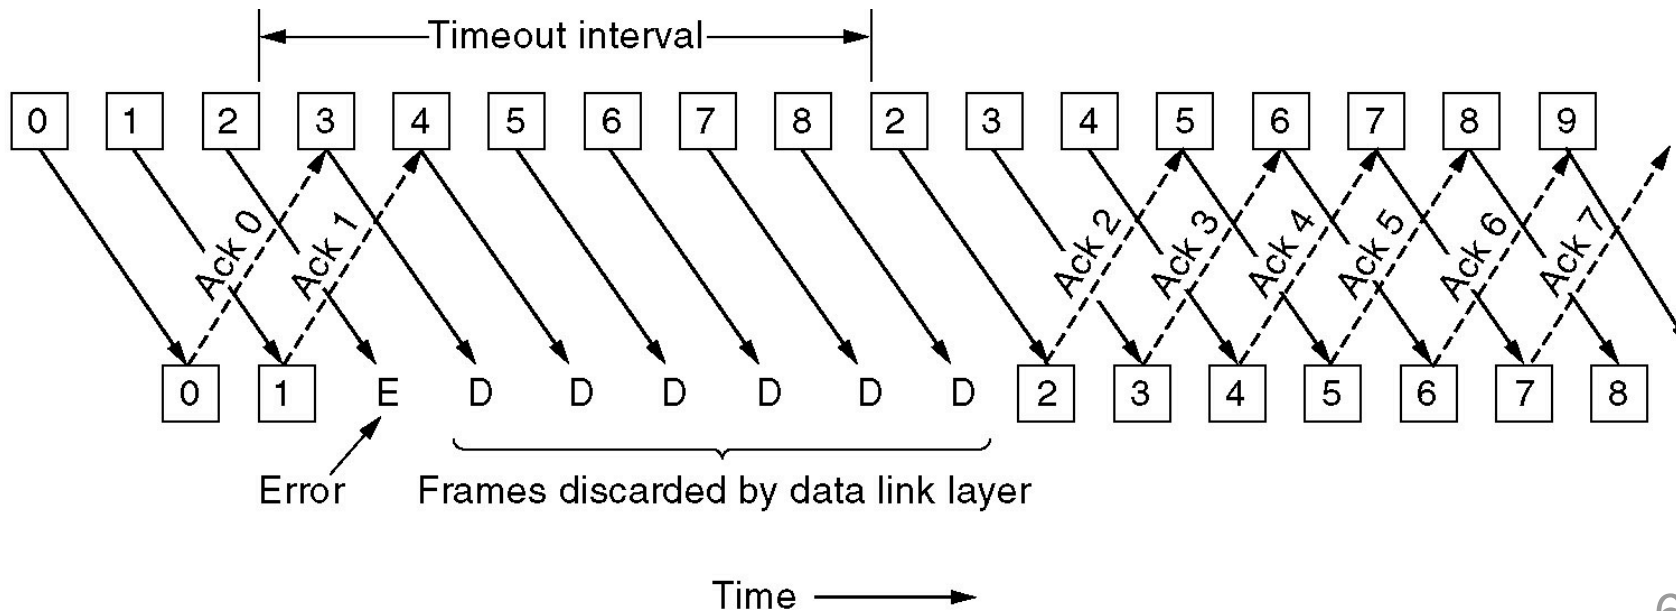 Timeout interval
0 1 2 3 4 5 6 7 8 2 3 4 5 6 7 8 9
Ack 0 Ack 1 Ack 2 Ack 3 Ack 4 Ack 5 Ack 6 Ack 7
0 1 E D D D D D D 2 3 4 5 6 7 8
Error Frames discarded by data link layer
Time